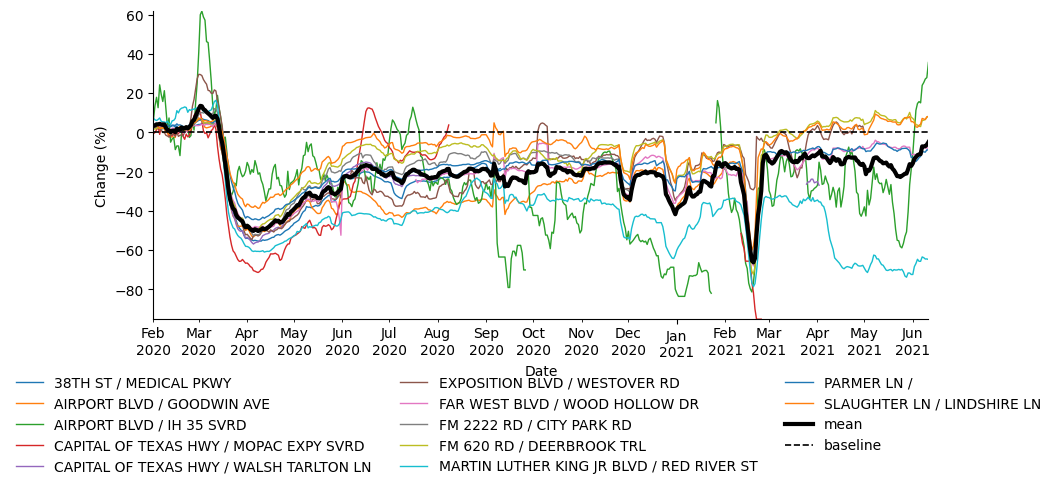 60
40
20
0
−20
−40
−60
−80
Change (%)
Feb Mar Apr May Jun Jul Aug Sep Oct Nov Dec Jan Feb Mar Apr May Jun
2020 2020 2020 2020 2020 2020 2020 2020 2020 2020 2020 2021 2021 2021 2021 2021 2021
Date
38TH ST / MEDICAL PKWY
AIRPORT BLVD / GOODWIN AVE
AIRPORT BLVD / IH 35 SVRD
CAPITAL OF TEXAS HWY / MOPAC EXPY SVRD
CAPITAL OF TEXAS HWY / WALSH TARLTON LN
EXPOSITION BLVD / WESTOVER RD
FAR WEST BLVD / WOOD HOLLOW DR
FM 2222 RD / CITY PARK RD
FM 620 RD / DEERBROOK TRL
MARTIN LUTHER KING JR BLVD / RED RIVER ST
PARMER LN /
SLAUGHTER LN / LINDSHIRE LN
mean
baseline